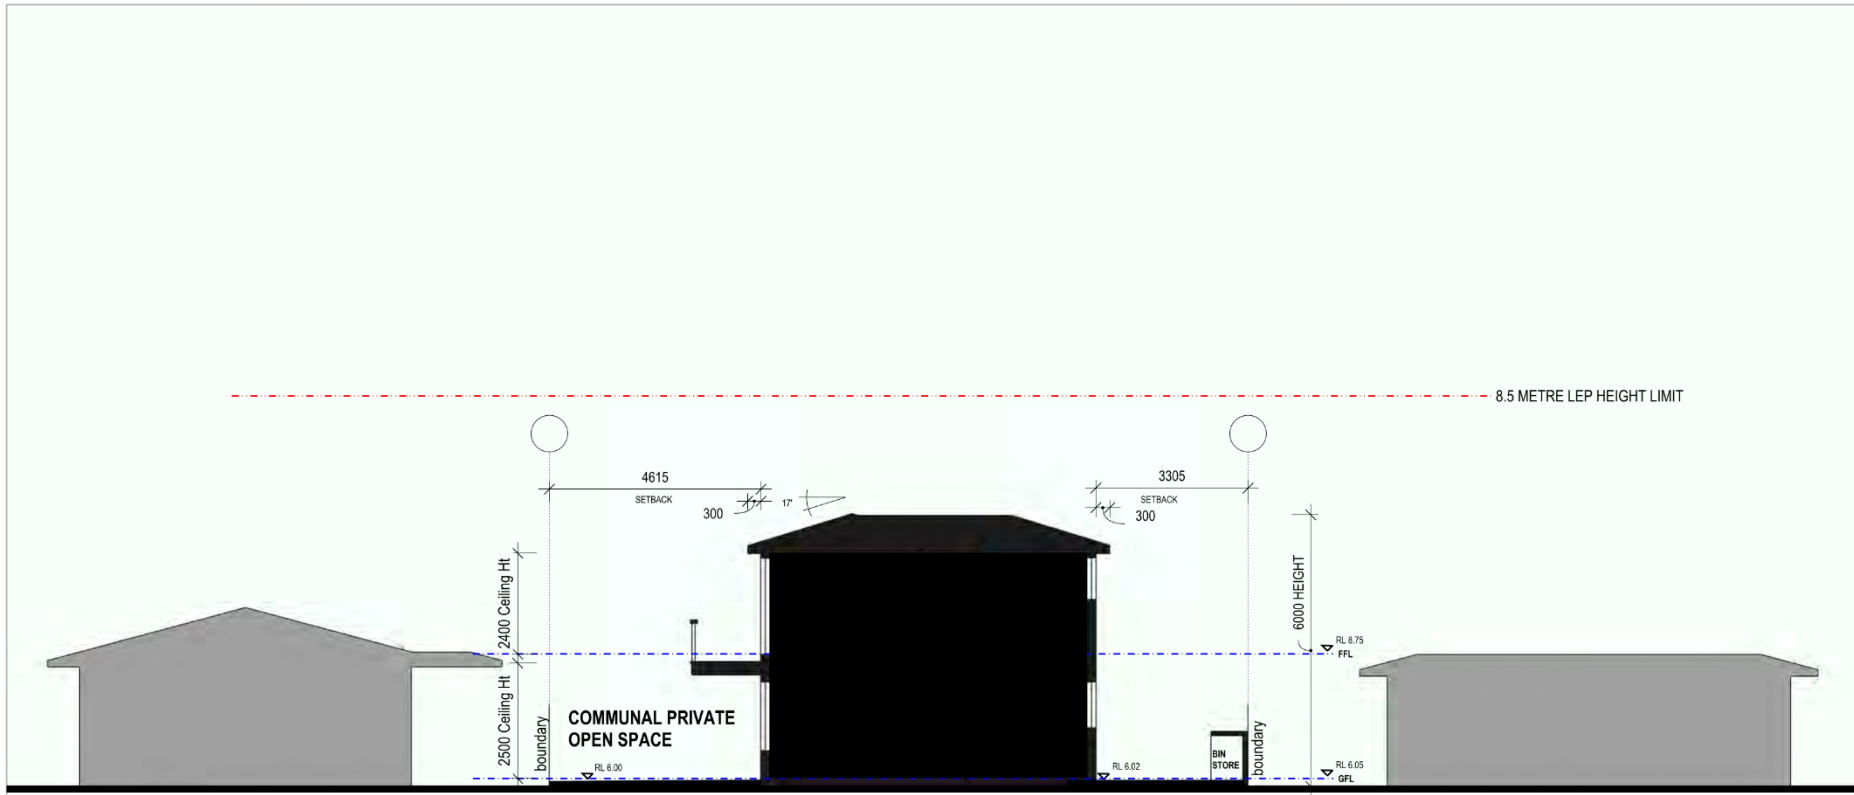 8.5 METRE LEP HEIGHT LIMIT
4615
SETBACK
300
17'
3305
SETBACK
300
2400 Ceiling Ht
6000 HEIGHT
RL 8.75
FFL
2500 Ceiling Ht
boundary
COMMUNAL PRIVATE
OPEN SPACE
RL 6.00
RL 6.02
BIN
STORE
boundary
RL 6.05
GFL